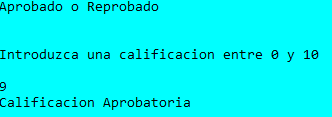 Aprobado o Reprobado
Introduzca una calificacion entre 0 y 10
9
Calificacion Aprobatoria